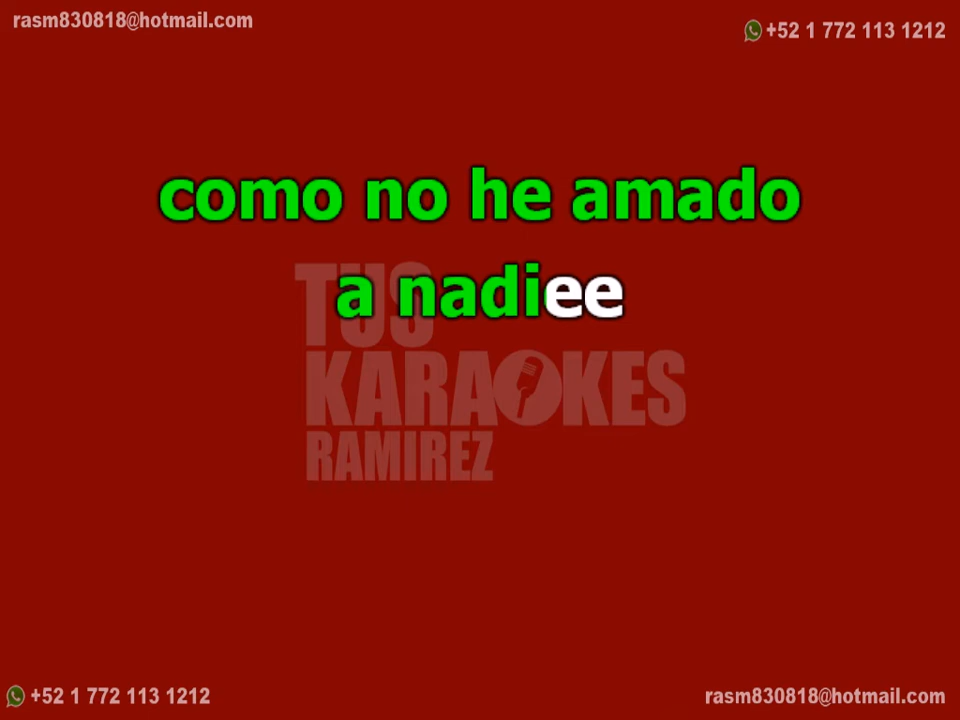 rasm830818@hotmail.com
+52 1 772 113 1212
como no he amado
a nadiee
TUS
KARAOKES
RAMIREZ
+52 1 772 113 1212
rasm830818@hotmail.com